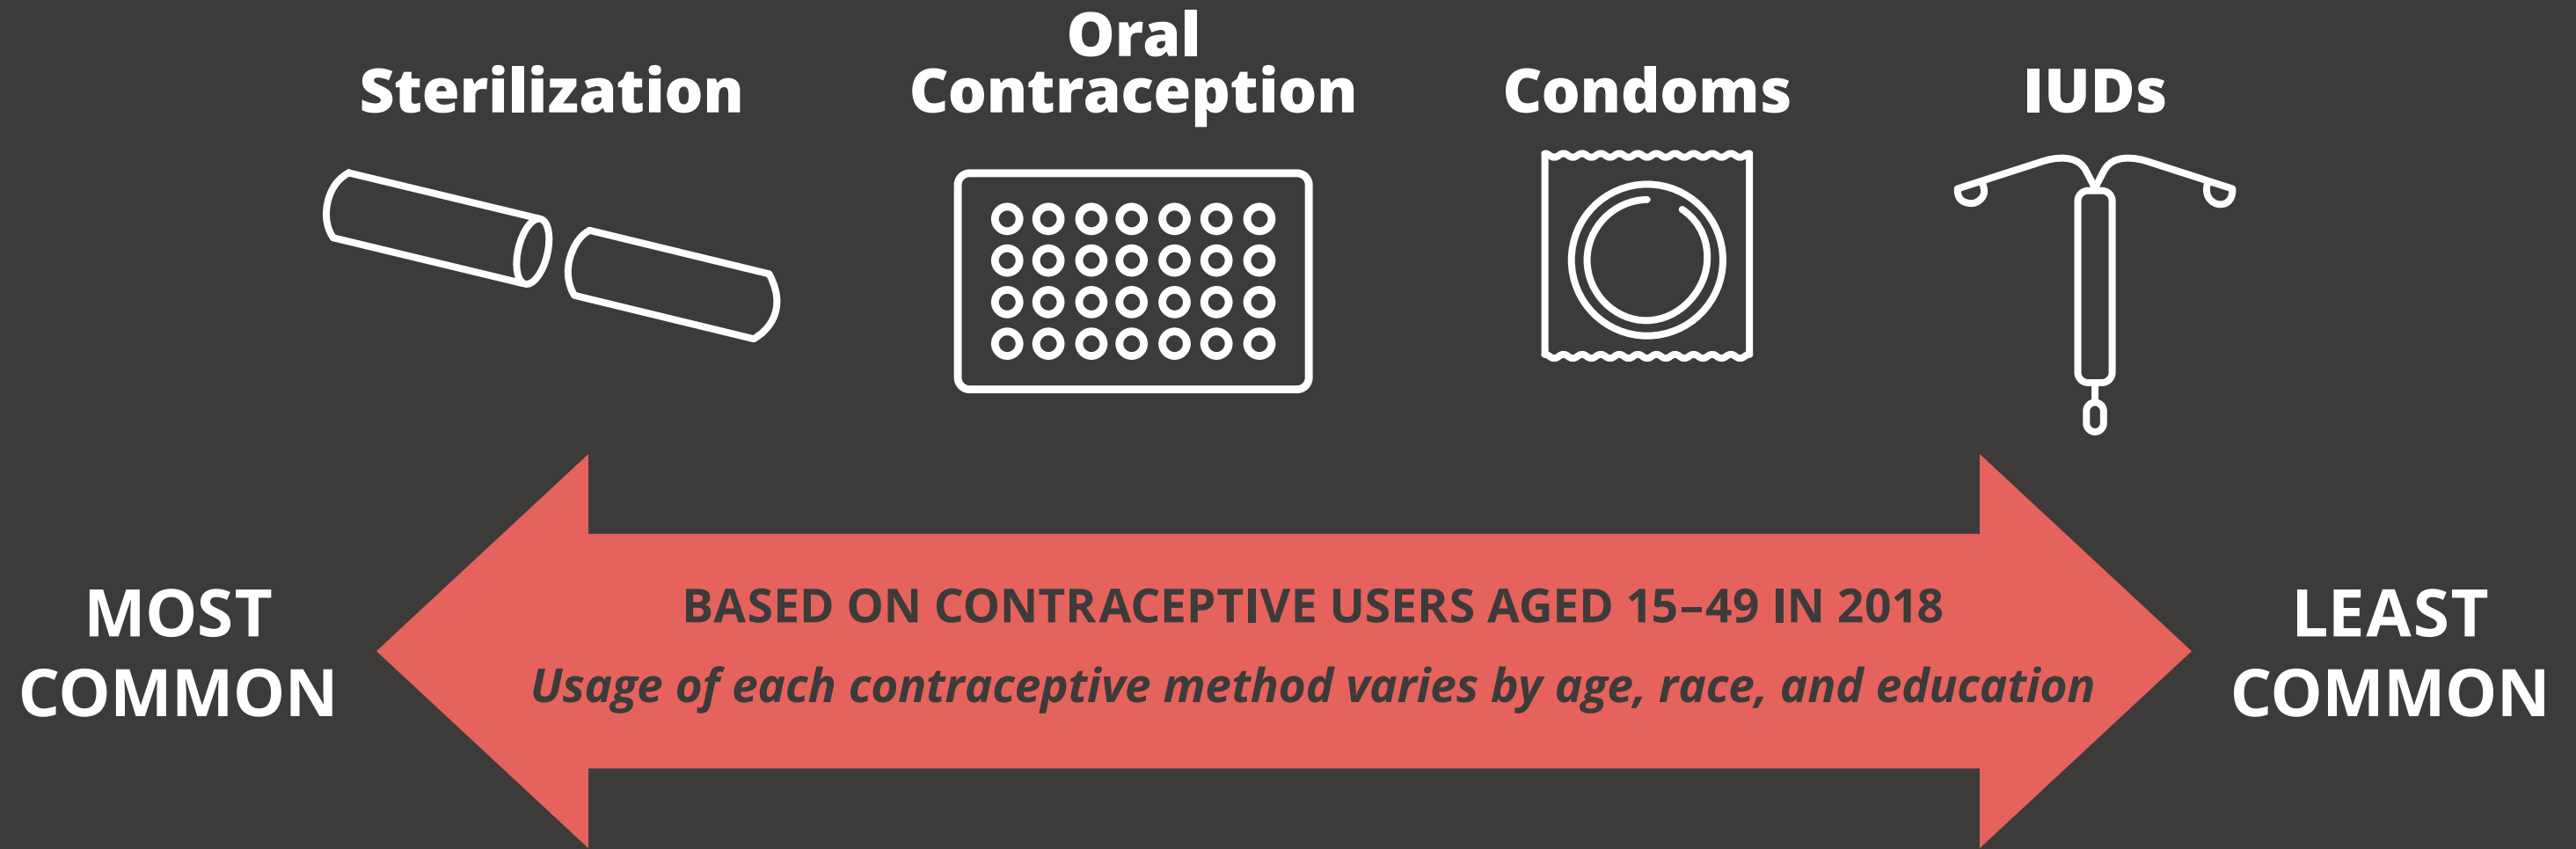 Sterilization
Oral
Contraception
Condoms
IUDs
MOST
COMMON
BASED ON CONTRACEPTIVE USERS AGED 15–49 IN 2018
Usage of each contraceptive method varies by age, race, and education
LEAST
COMMON